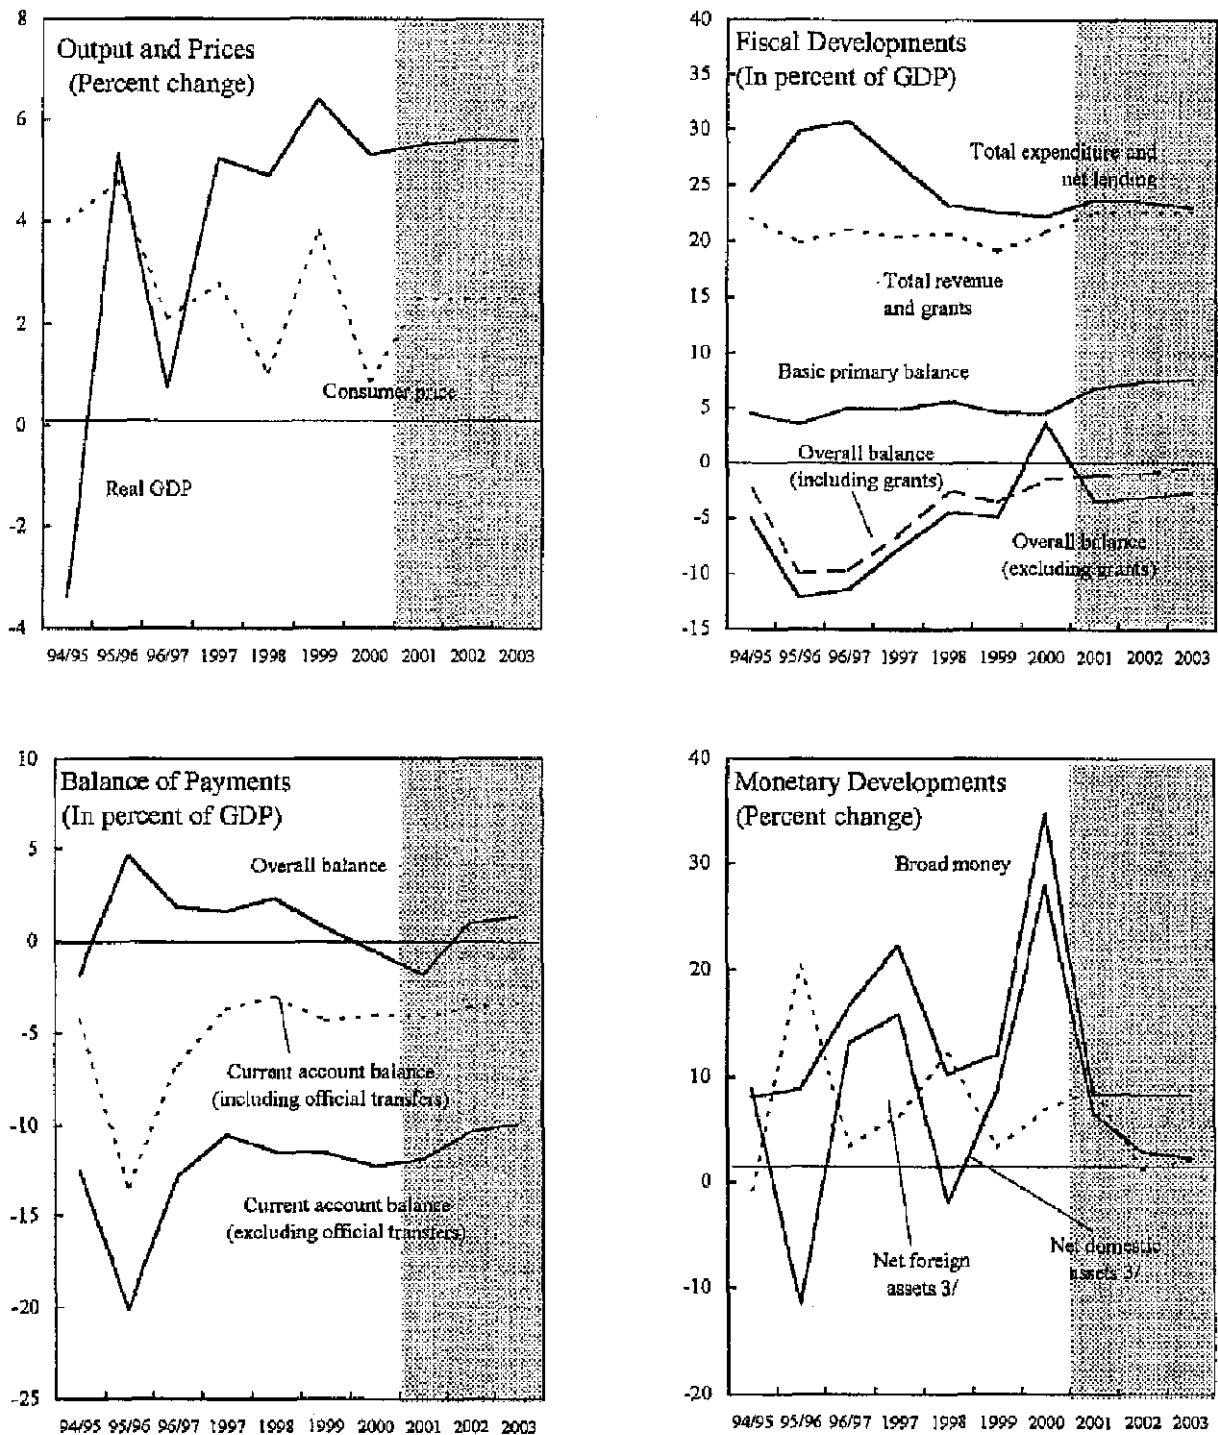 Output and Prices
(Percent change)
8
6
4
2
0
-2
-4
Consumer price
Real GDP
94/95 95/96 96/97 1997 1998 1999 2000 2001 2002 2003
Fiscal Developments
(In percent of GDP)
40
35
30
25
20
15
10
5
0
-5
-10
-15
Total expenditure and
net lending
Total revenue
and grants
Basic primary balance
Overall balance
(including grants)
Overall balance
(excluding grants)
94/95 95/96 96/97 1997 1998 1999 2000 2001 2002 2003
Balance of Payments
(In percent of GDP)
10
5
0
-5
-10
-15
-20
-25
Overall balance
Current account balance
(including official transfers)
Current account balance
(excluding official transfers)
94/95 95/96 96/97 1997 1998 1999 2000 2001 2002 2003
Monetary Developments
(Percent change)
40
30
20
10
0
-10
-20
Broad money
Net foreign
assets 3/
Net domestic
assets 3/
94/95 95/96 96/97 1997 1998 1999 2000 2001 2002 2003